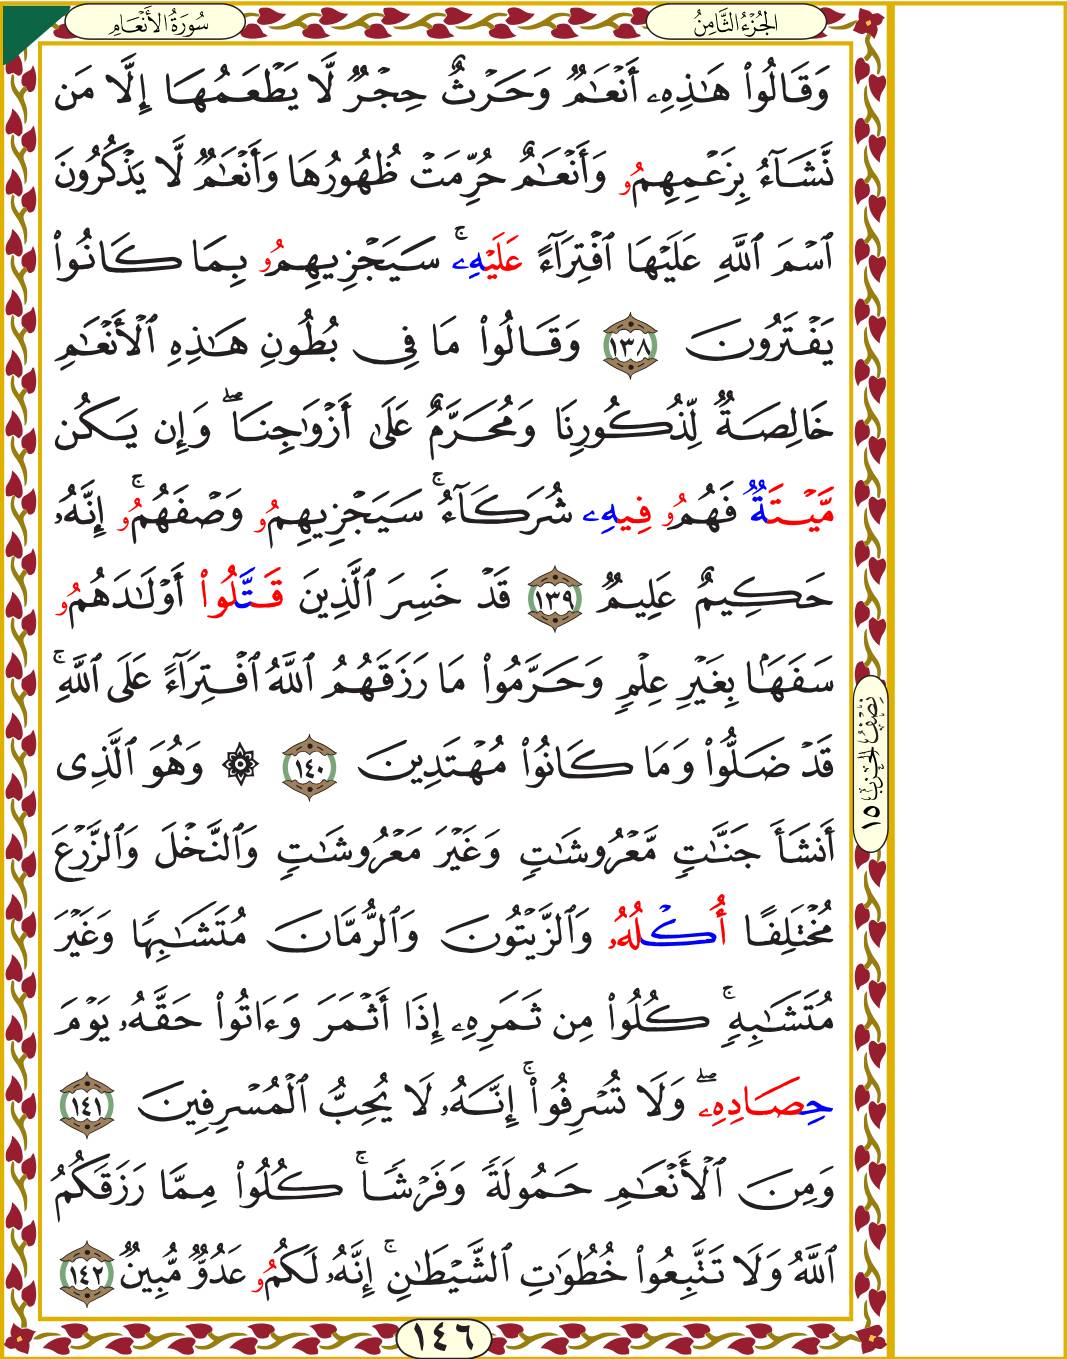 سُورَةُ الأَنْعَامِ
الجُزْءُ الثَّامِنُ
وَقَالُوا۟ هَـٰذِهِۦ أَنْعَـٰمٌ وَحَرْثٌ حِجْرٌ لَّا يَطْعَمُهَا إِلَّا مَن
نَّشَآءُ بِزَعْمِهِمُۥ وَأَنْعَـٰمٌ حُرِّمَتْ ظُهُورُهَا وَأَنْعَـٰمٌ لَّا يَذْكُرُونَ
ٱسْمَ ٱللَّهِ عَلَيْهَا ٱفْتِرَآءً عَلَيْهِۦ ۚ سَيَجْزِيهِمُۥ بِمَا كَانُوا۟
يَفْتَرُونَ ١٣٨ وَقَالُوا۟ مَا فِى بُطُونِ هَـٰذِهِ ٱلْأَنْعَـٰمِ
خَالِصَةٌ لِّذُكُورِنَا وَمُحَرَّمٌ عَلَىٰ أَزْوَٰجِنَا ۖ وَإِن يَكُن
مَّيْتَةٌ فَهُمُۥ فِيهِۦ شُرَكَآءُ ۚ سَيَجْزِيهِمُۥ وَصْفَهُمُۥ ۚ إِنَّهُۥ
حَكِيمٌ عَلِيمٌ ١٣٩ قَدْ خَسِرَ ٱلَّذِينَ قَتَّلُوا۟ أَوْلَـٰدَهُمُۥ
سَفَهًۢا بِغَيْرِ عِلْمٍ وَحَرَّمُوا۟ مَا رَزَقَهُمُ ٱللَّهُ ٱفْتِرَآءً عَلَى ٱللَّهِ ۚ
قَدْ ضَلُّوا۟ وَمَا كَانُوا۟ مُهْتَدِينَ ١٤٠ ۞ وَهُوَ ٱلَّذِى
أَنشَأَ جَنَّـٰتٍ مَّعْرُوشَـٰتٍ وَغَيْرَ مَعْرُوشَـٰتٍ وَٱلنَّخْلَ وَٱلزَّرْعَ
مُخْتَلِفًا أُكْلُهُۥ وَٱلزَّيْتُونَ وَٱلرُّمَّانَ مُتَشَـٰبِهًا وَغَيْرَ
مُتَشَـٰبِهٍ ۚ كُلُوا۟ مِن ثَمَرِهِۦ إِذَا أَثْمَرَ وَءَاتُوا۟ حَقَّهُۥ يَوْمَ
حِصَادِهِۦ ۖ وَلَا تُسْرِفُوا۟ ۚ إِنَّهُۥ لَا يُحِبُّ ٱلْمُسْرِفِينَ ١٤١
وَمِنَ ٱلْأَنْعَـٰمِ حَمُولَةً وَفَرْشًا ۚ كُلُوا۟ مِمَّا رَزَقَكُمُ
ٱللَّهُ وَلَا تَتَّبِعُوا۟ خُطُوَٰتِ ٱلشَّيْطَـٰنِ ۚ إِنَّهُۥ لَكُمُۥ عَدُوٌّ مُّبِينٌ ١٤٢
نِصْفُ الحِزْبِ ١٥
١٤٦